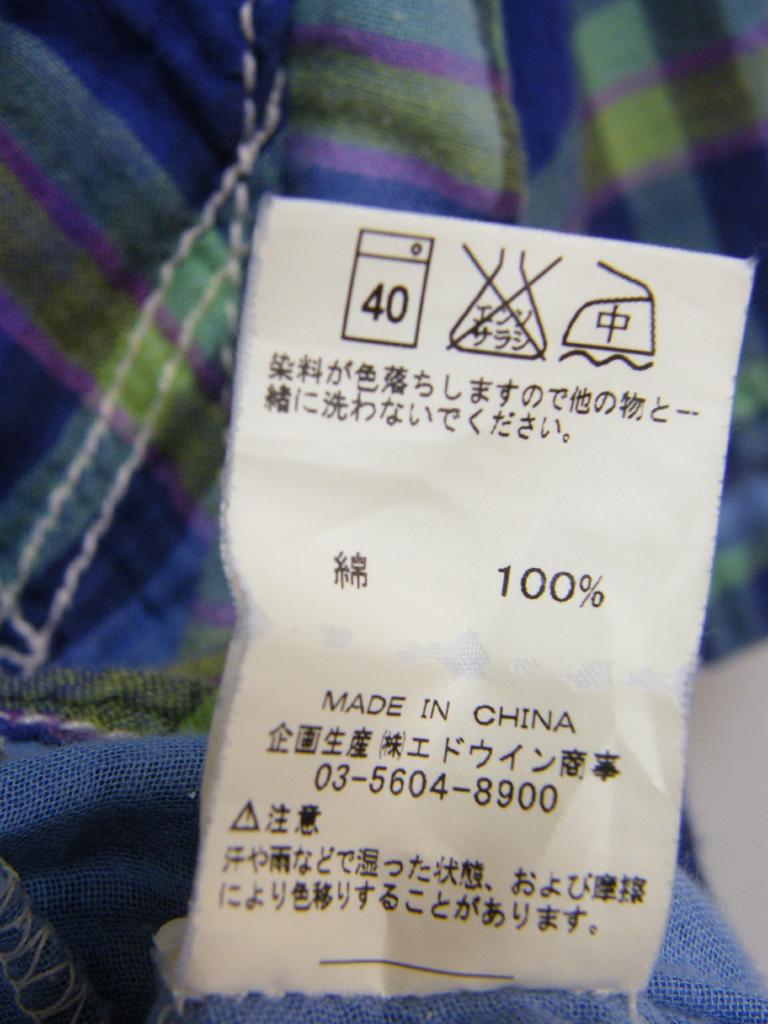 40 エンソ サラシ 中
染料が色落ちしますので他の物と一
緒に洗わないでください。
綿 100%
MADE IN CHINA
企画生産㈱エドウイン商事
03-5604-8900
⚠注意
汗や雨などで湿った状態、および摩擦
により色移りすることがあります。